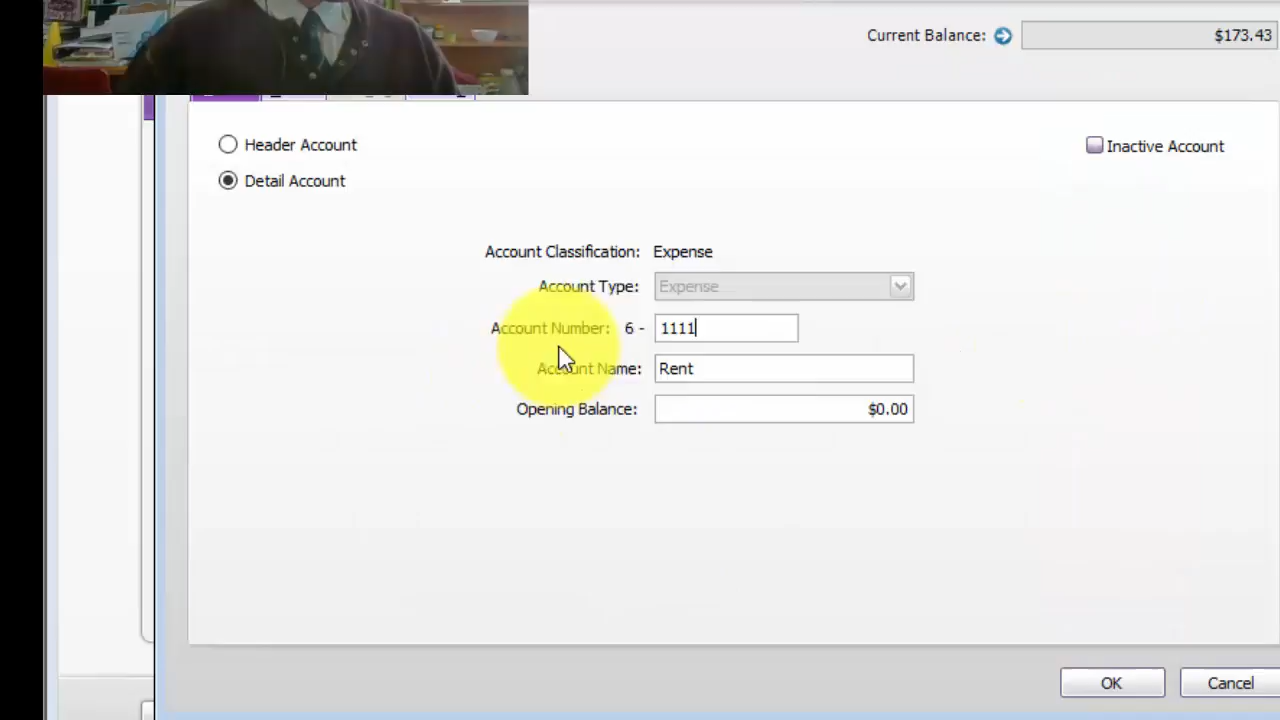 Current Balance: $173.43
Header Account
Inactive Account
Detail Account
Account Classification: Expense
Account Type: Expense
Account Number: 6 - 1111
Account Name: Rent
Opening Balance: $0.00
OK Cancel